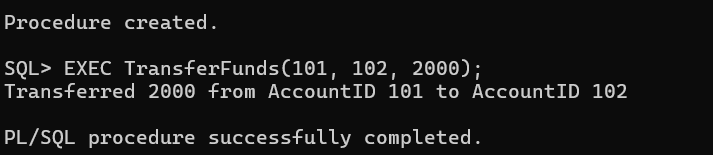 Procedure created.
SQL> EXEC TransferFunds(101, 102, 2000);
Transferred 2000 from AccountID 101 to AccountID 102
PL/SQL procedure successfully completed.